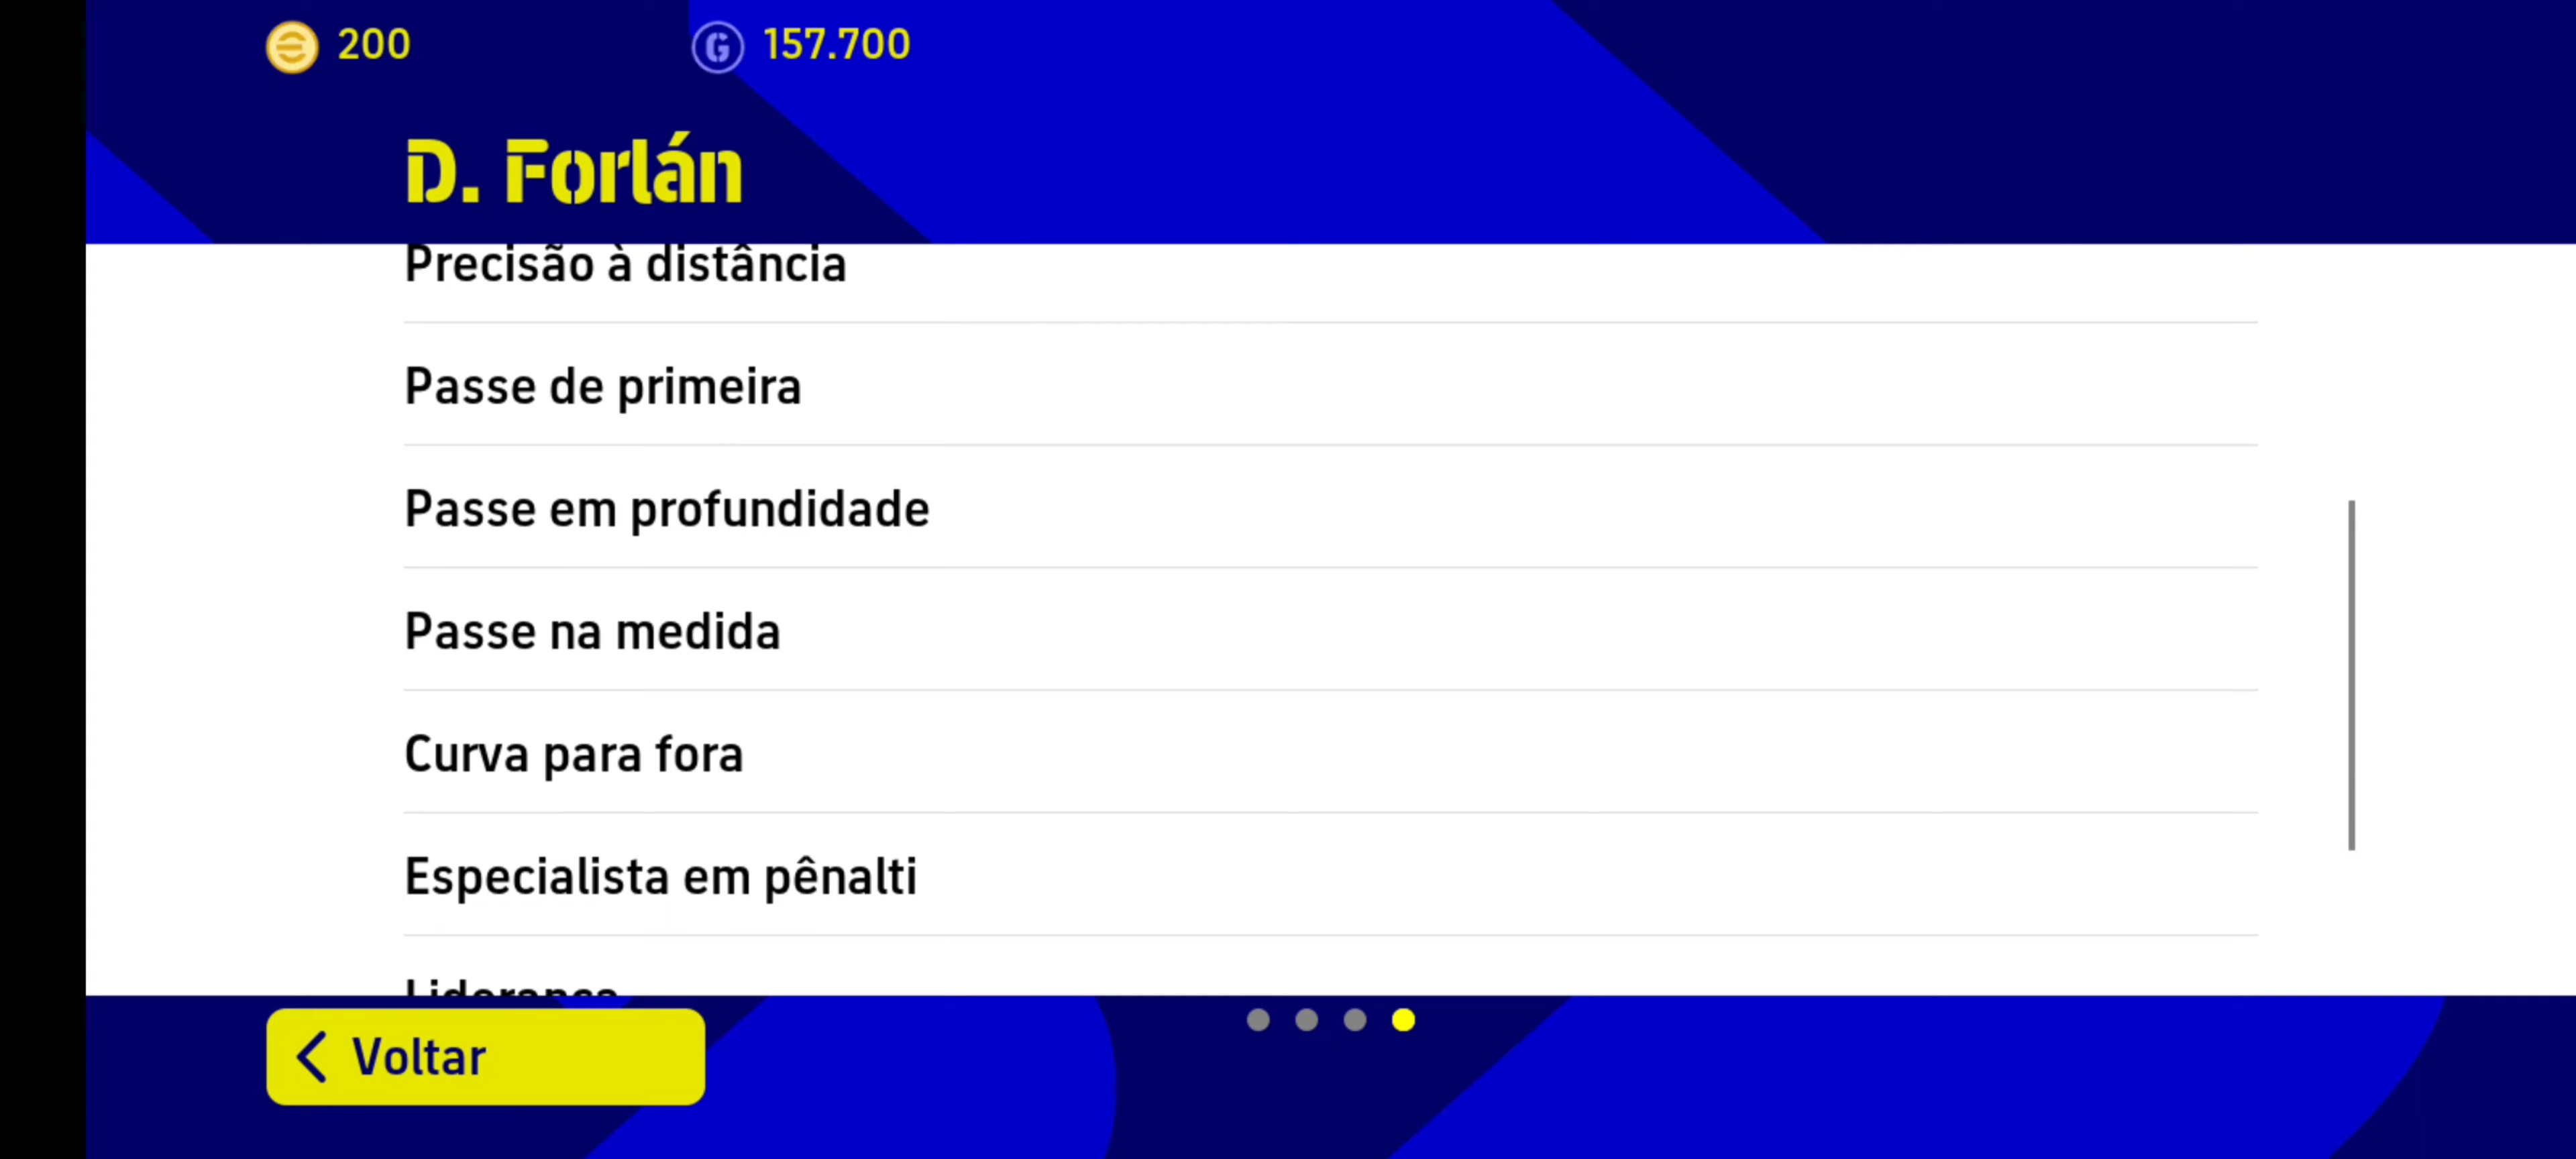 200
157.700
D. Forlán
Precisão à distância
Passe de primeira
Passe em profundidade
Passe na medida
Curva para fora
Especialista em pênalti
Liderança
Voltar